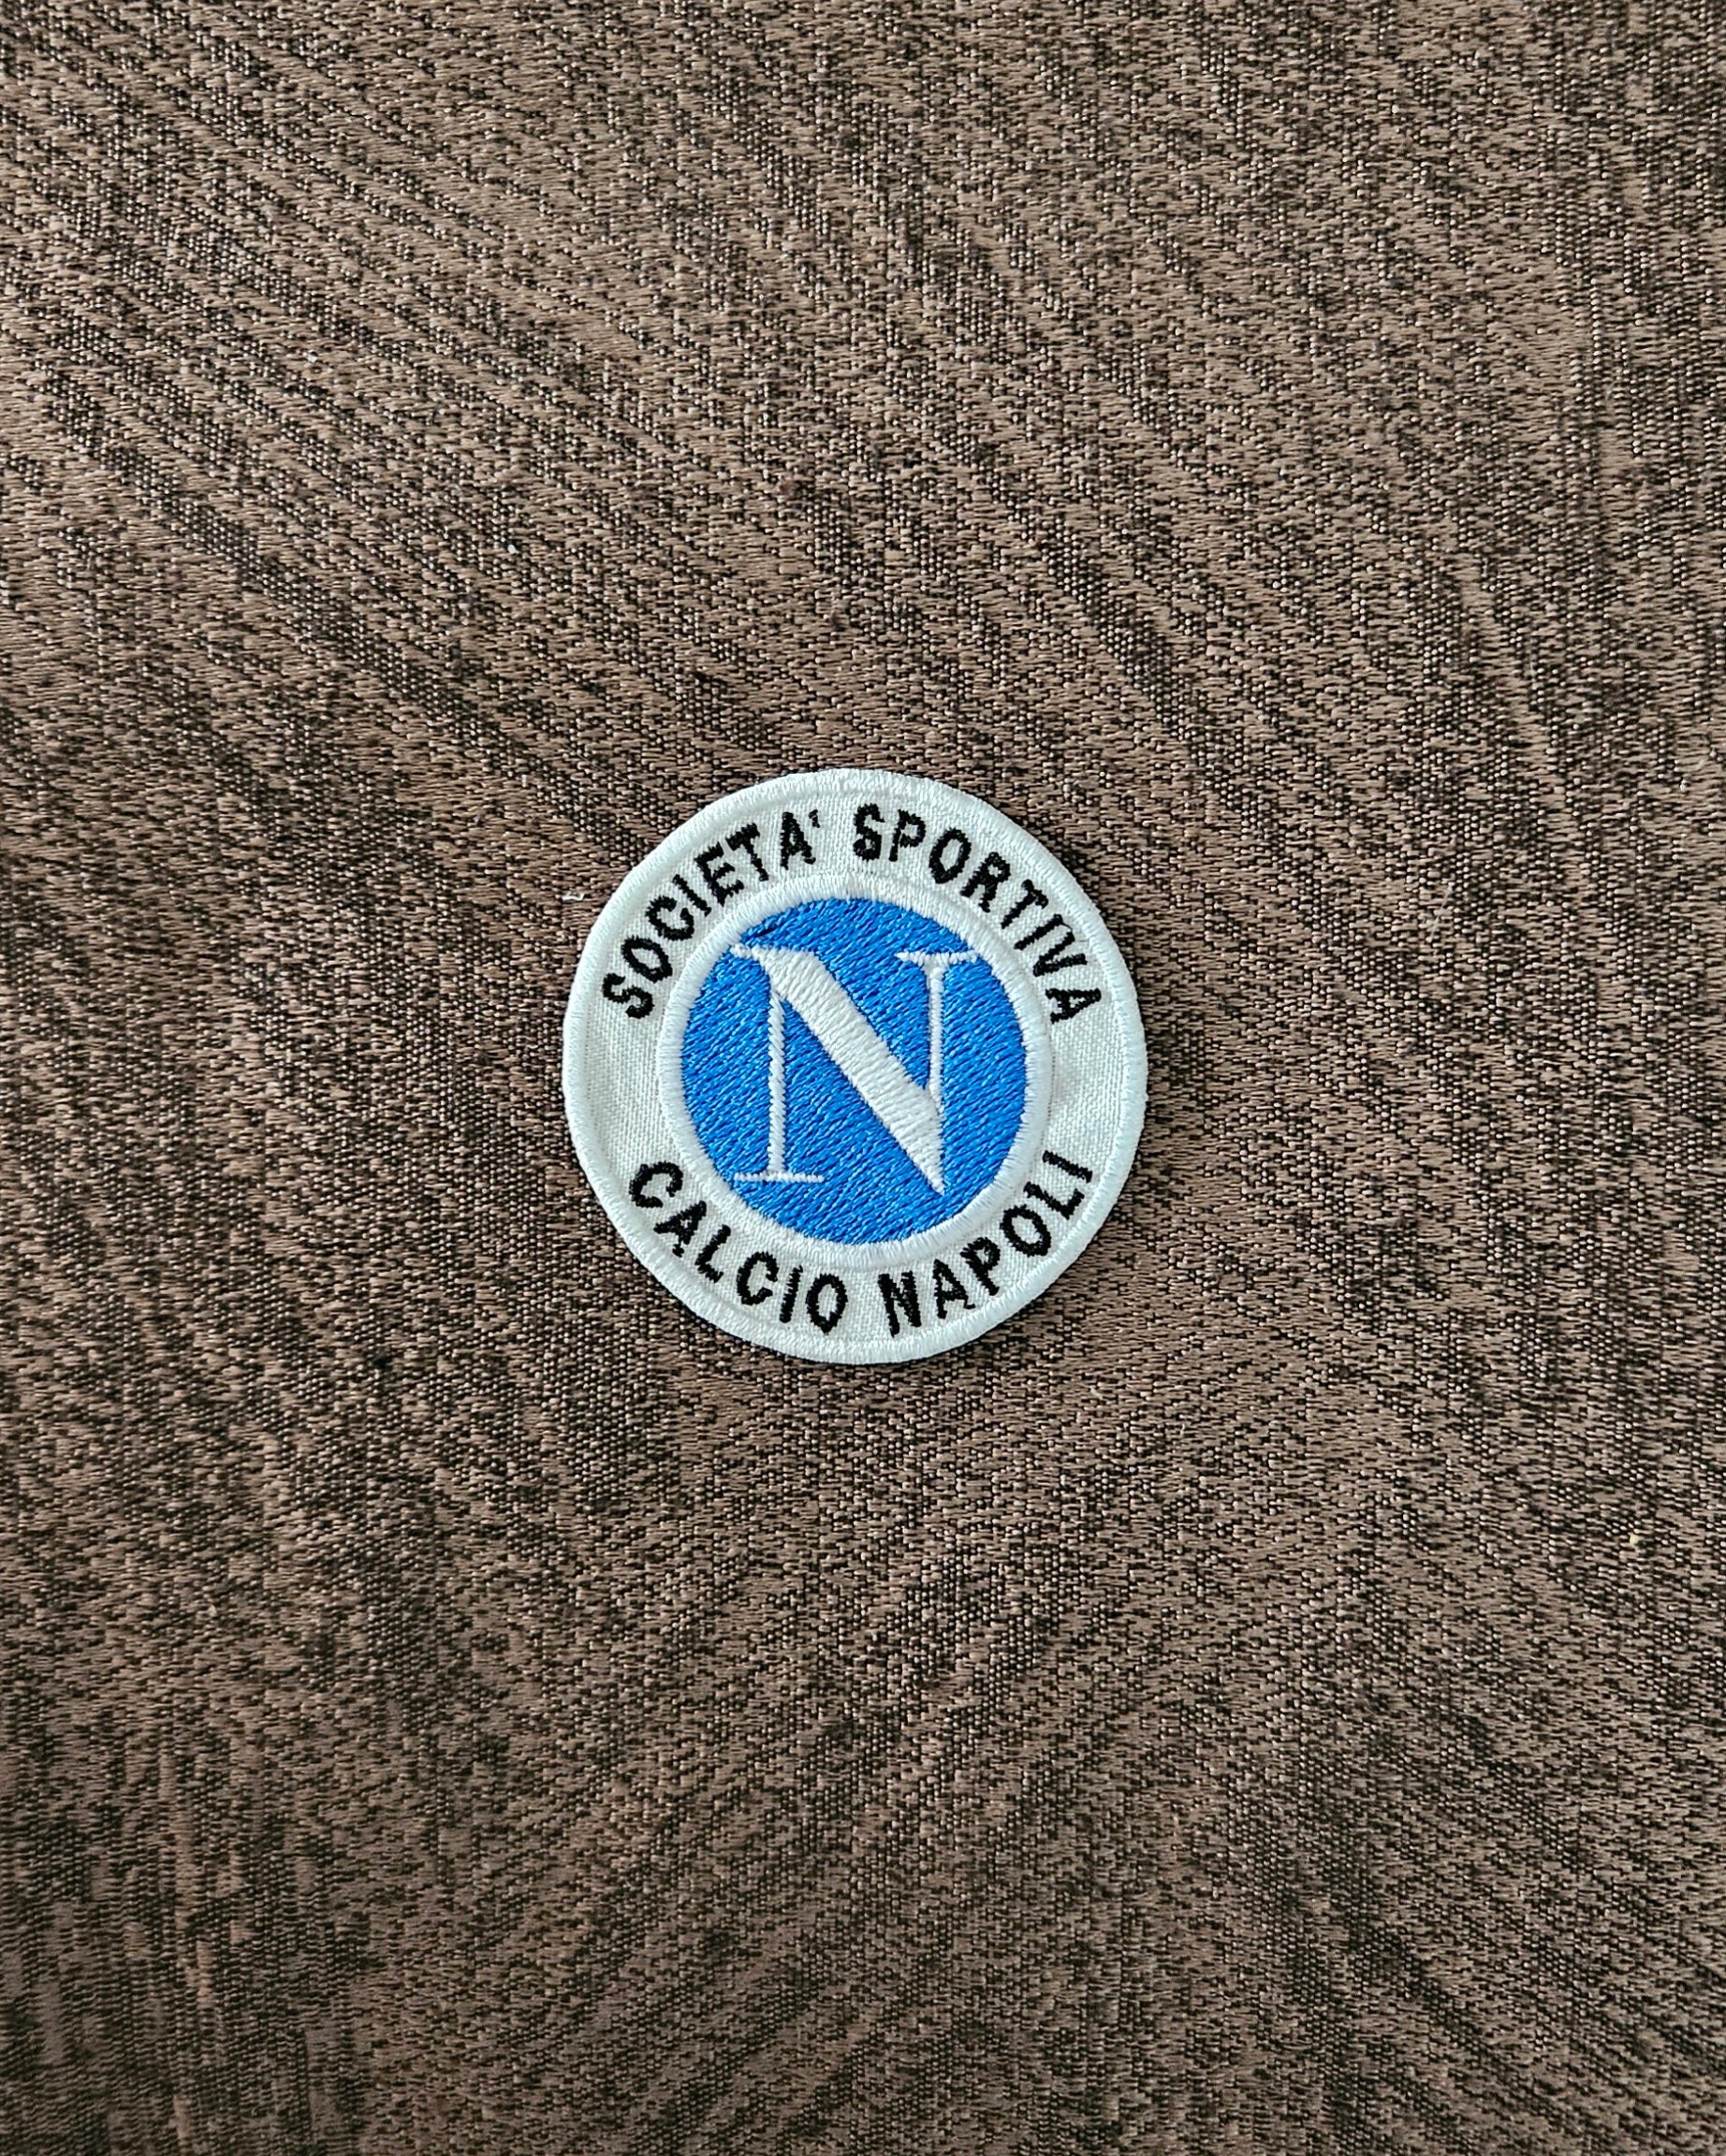 SOCIETA' SPORTIVA
N
CALCIO NAPOLI